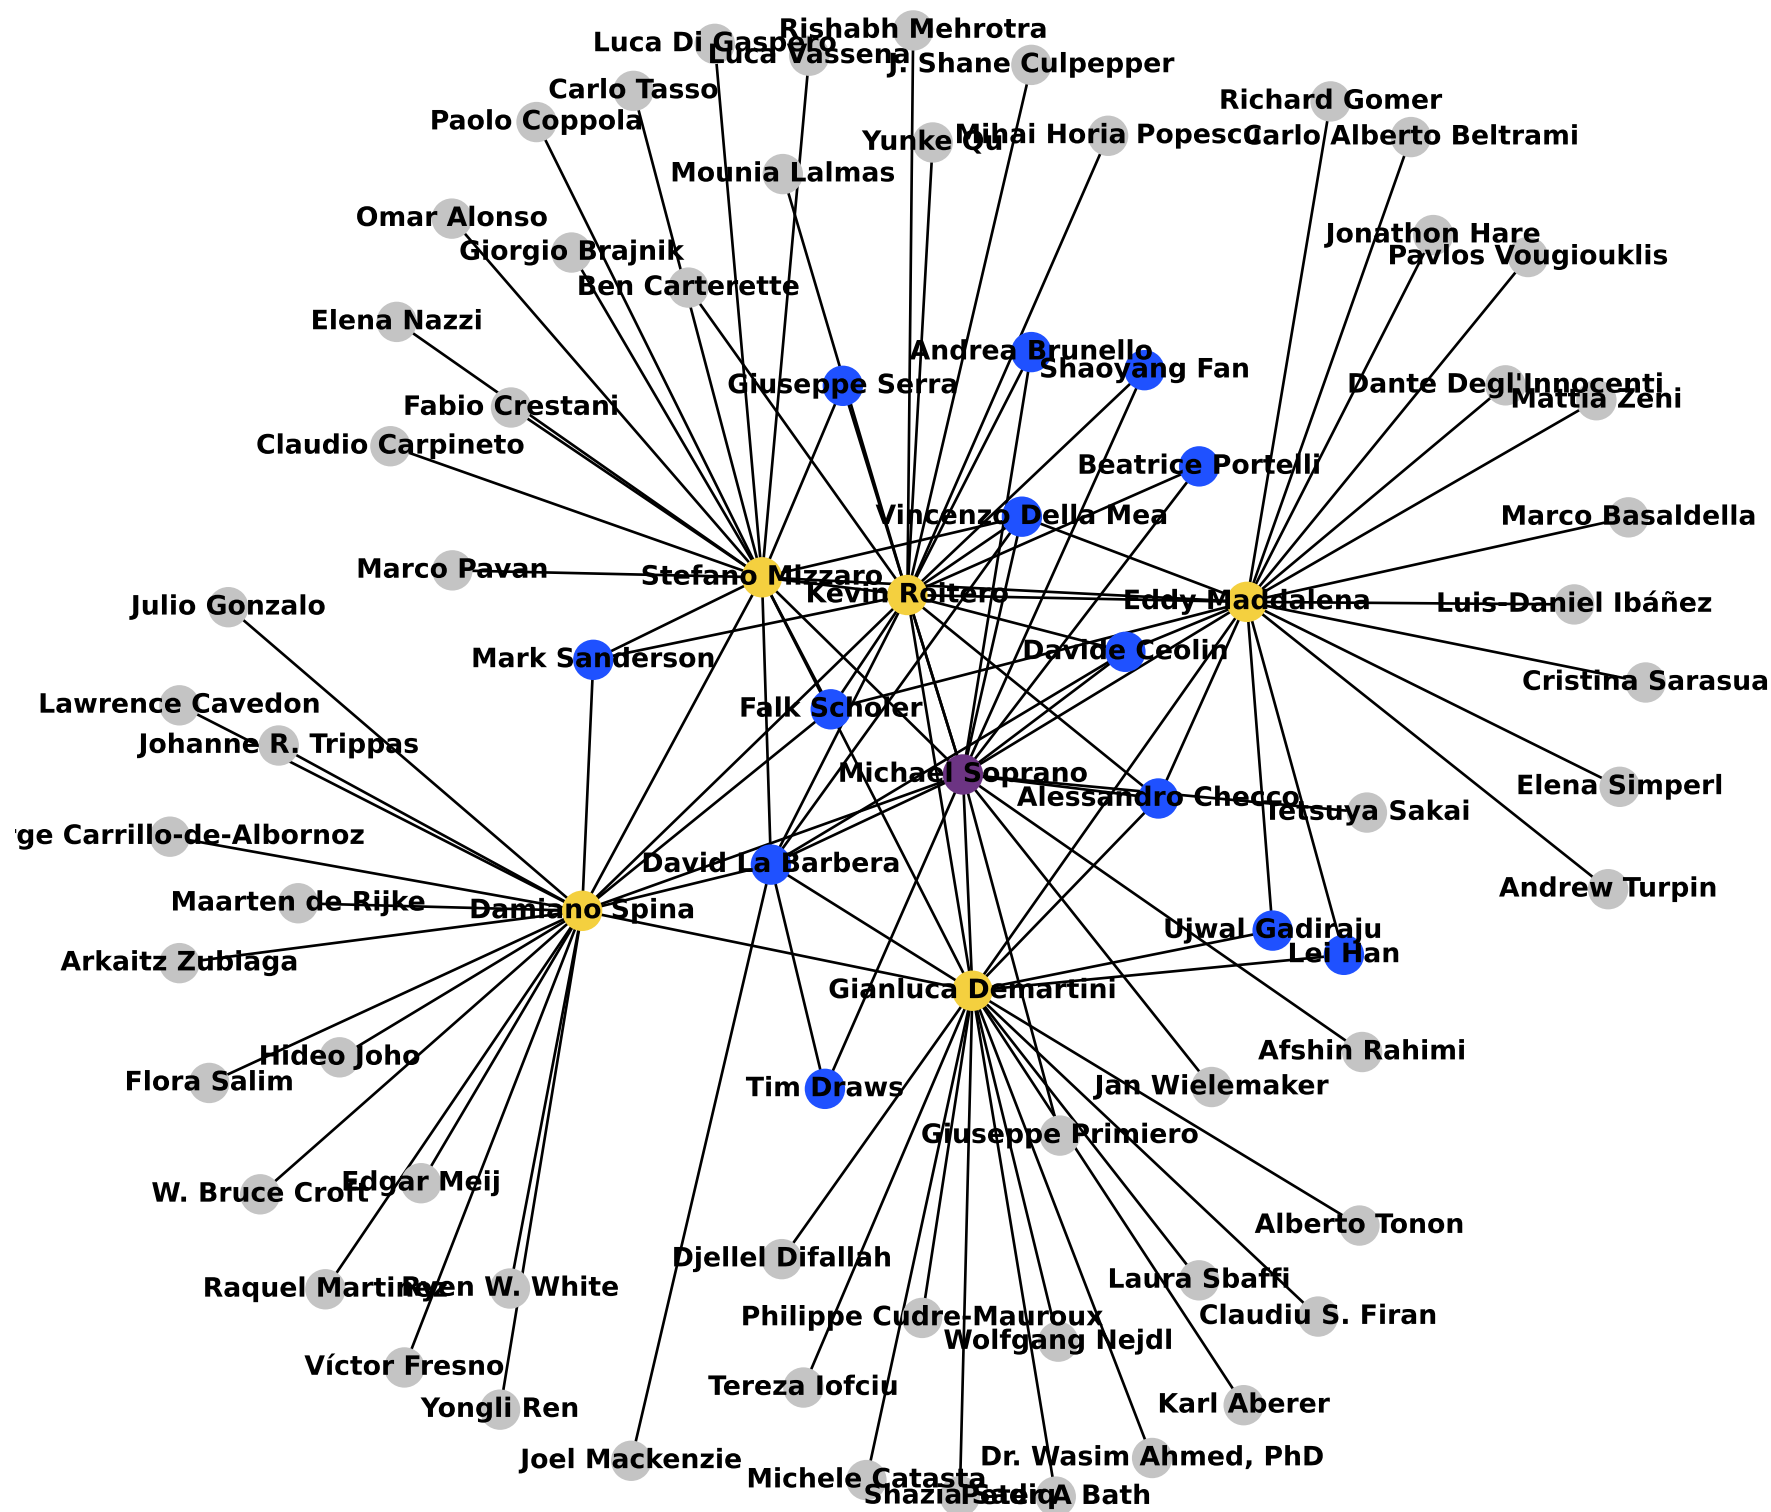 Rishabh Mehrotra
Luca Di Gaspero
Luca Vassena
J. Shane Culpepper
Carlo Tasso
Richard Gomer
Paolo Coppola
Yunke Qu
Mihai Horia Popescu
Carlo Alberto Beltrami
Mounia Lalmas
Omar Alonso
Jonathon Hare
Giorgio Brajnik
Pavlos Vougiouklis
Ben Carterette
Elena Nazzi
Andrea Brunello
Shaoyang Fan
Giuseppe Serra
Dante Degl'Innocenti
Mattia Zeni
Fabio Crestani
Claudio Carpineto
Beatrice Portelli
Vincenzo Della Mea
Marco Basaldella
Marco Pavan
Stefano Mizzaro
Kevin Roitero
Eddy Maddalena
Luis-Daniel Ibáñez
Julio Gonzalo
Mark Sanderson
Davide Ceolin
Cristina Sarasua
Lawrence Cavedon
Falk Scholer
Johanne R. Trippas
Michael Soprano
Elena Simperl
Alessandro Checco
Tetsuya Sakai
rge Carrillo-de-Albornoz
David La Barbera
Andrew Turpin
Maarten de Rijke
Damiano Spina
Ujwal Gadiraju
Lei Han
Arkaitz Zubiaga
Gianluca Demartini
Afshin Rahimi
Hideo Joho
Flora Salim
Tim Draws
Jan Wielemaker
Giuseppe Primiero
Edgar Meij
W. Bruce Croft
Alberto Tonon
Djellel Difallah
Laura Sbaffi
Raquel Martinez
Ryen W. White
Philippe Cudre-Mauroux
Claudiu S. Firan
Wolfgang Nejdl
Víctor Fresno
Tereza Iofciu
Yongli Ren
Karl Aberer
Joel Mackenzie
Dr. Wasim Ahmed, PhD
Michele Catasta
Shazia Sadiq
Peter A Bath